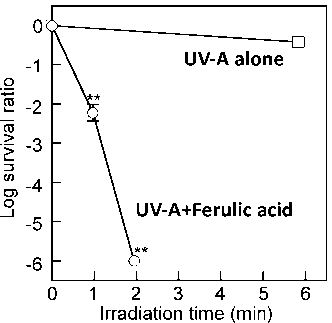 0
UV-A alone
-1
**
-2
Log survival ratio
-3
-4
UV-A+Ferulic acid
-5
**
-6
0 1 2 3 4 5 6
Irradiation time (min)